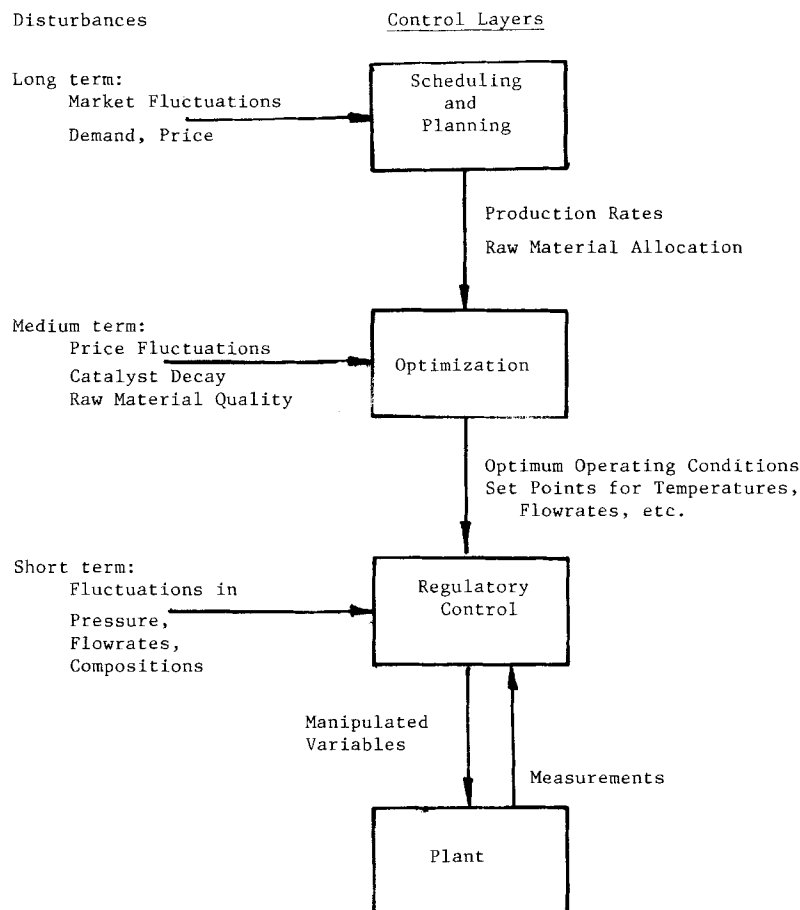 Disturbances
Control Layers
Long term:
Market Fluctuations
Demand, Price
Scheduling
and
Planning
Production Rates
Raw Material Allocation
Medium term:
Price Fluctuations
Catalyst Decay
Raw Material Quality
Optimization
Optimum Operating Conditions
Set Points for Temperatures,
Flowrates, etc.
Short term:
Fluctuations in
Pressure,
Flowrates,
Compositions
Regulatory
Control
Manipulated
Variables
Measurements
Plant